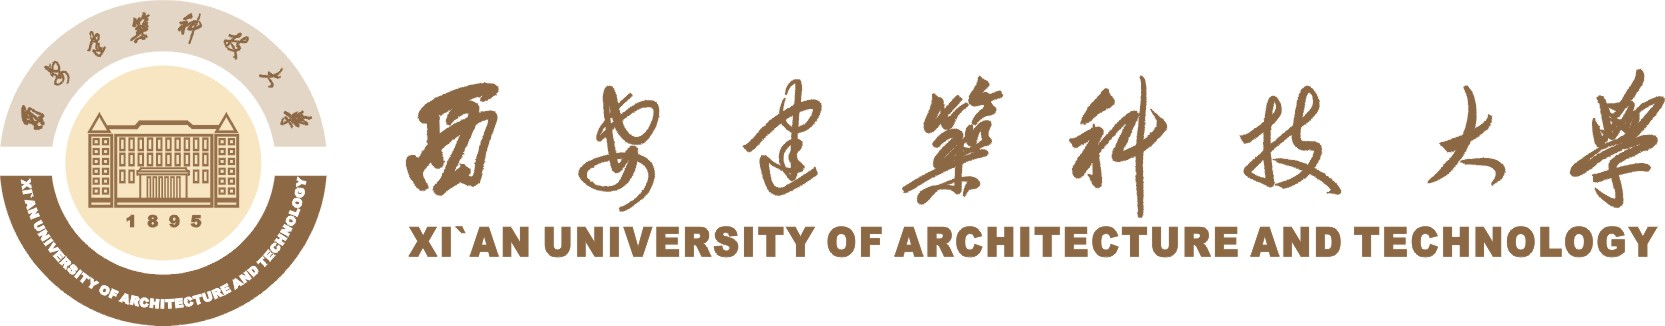 西安建筑科技大學
1895
XI'AN UNIVERSITY OF ARCHITECTURE AND TECHNOLOGY
西安建築科技大學
XI`AN UNIVERSITY OF ARCHITECTURE AND TECHNOLOGY